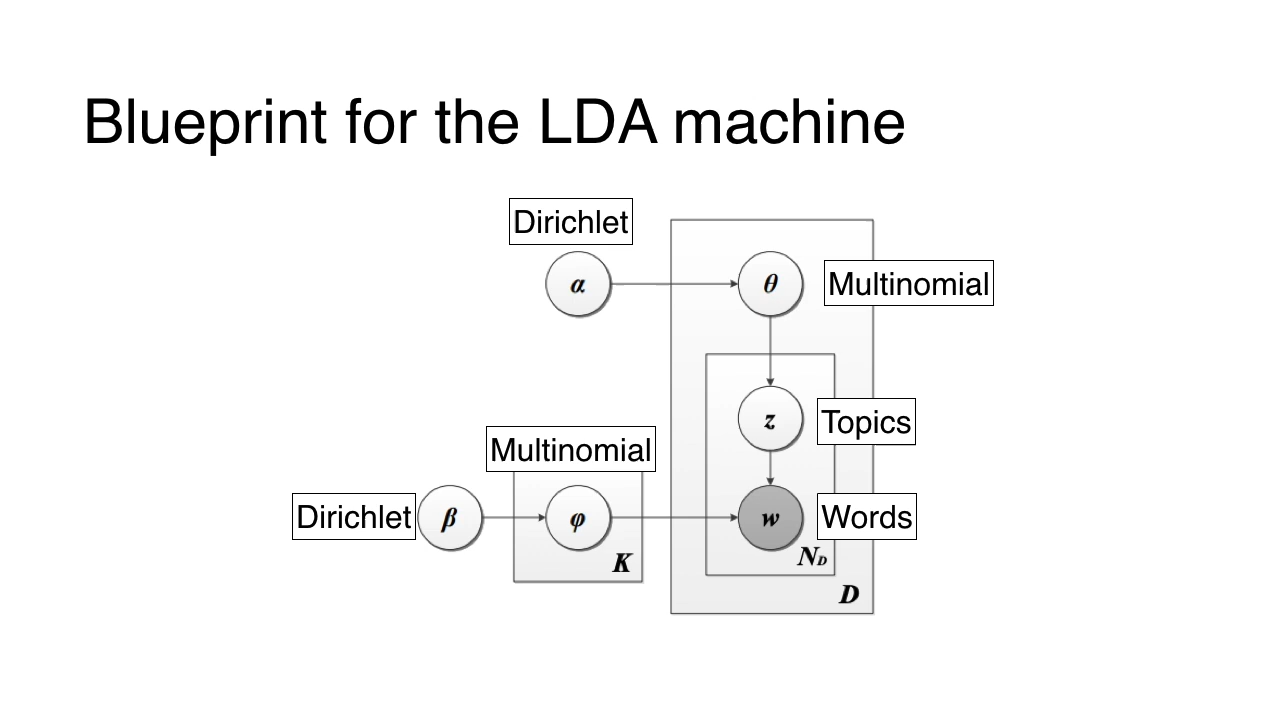 Blueprint for the LDA machine
Dirichlet
α
θ
Multinomial
z
Topics
Multinomial
Dirichlet
β
φ
w
Words
K
N_D
D